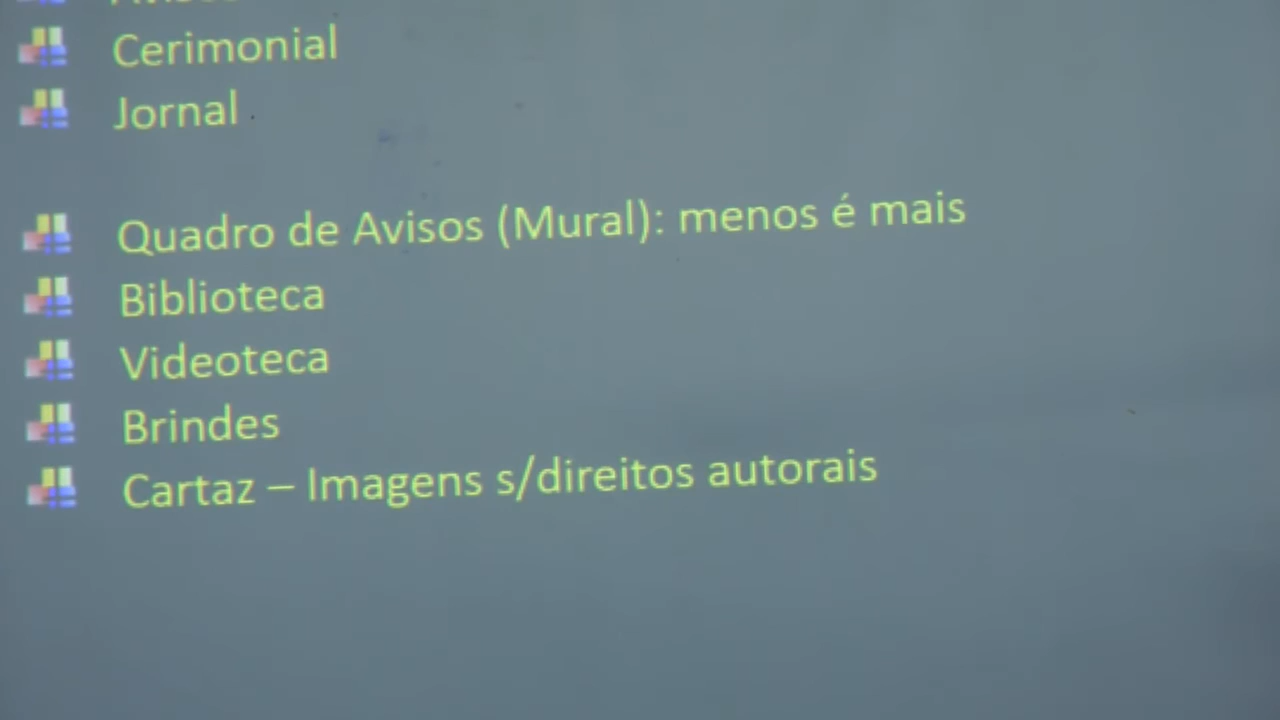 Cerimonial
Jornal
Quadro de Avisos (Mural): menos é mais
Biblioteca
Videoteca
Brindes
Cartaz – Imagens s/direitos autorais